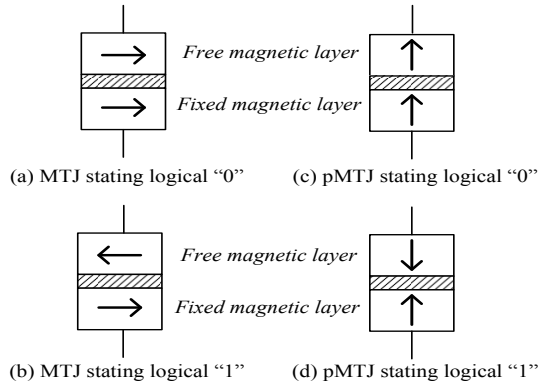 Free magnetic layer
Fixed magnetic layer
(a) MTJ stating logical “0”
(c) pMTJ stating logical “0”
Free magnetic layer
Fixed magnetic layer
(b) MTJ stating logical “1”
(d) pMTJ stating logical “1”